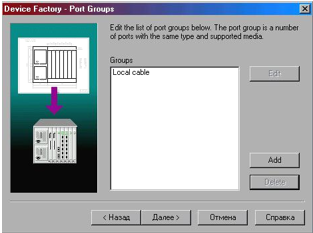 Device Factory - Port Groups
Edit the list of port groups below. The port group is a number
of ports with the same type and supported media.
Groups
Local cable
Edit
Add
Delete
< Назад
Далее >
Отмена
Справка